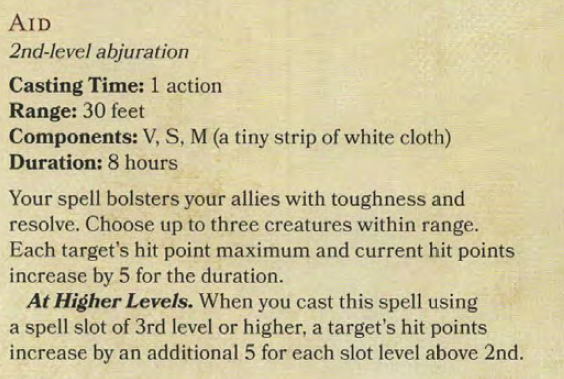 AID
2nd-level abjuration
Casting Time: 1 action
Range: 30 feet
Components: V, S, M (a tiny strip of white cloth)
Duration: 8 hours
Your spell bolsters your allies with toughness and
resolve. Choose up to three creatures within range.
Each target's hit point maximum and current hit points
increase by 5 for the duration.
At Higher Levels. When you cast this spell using
a spell slot of 3rd level or higher, a target's hit points
increase by an additional 5 for each slot level above 2nd.